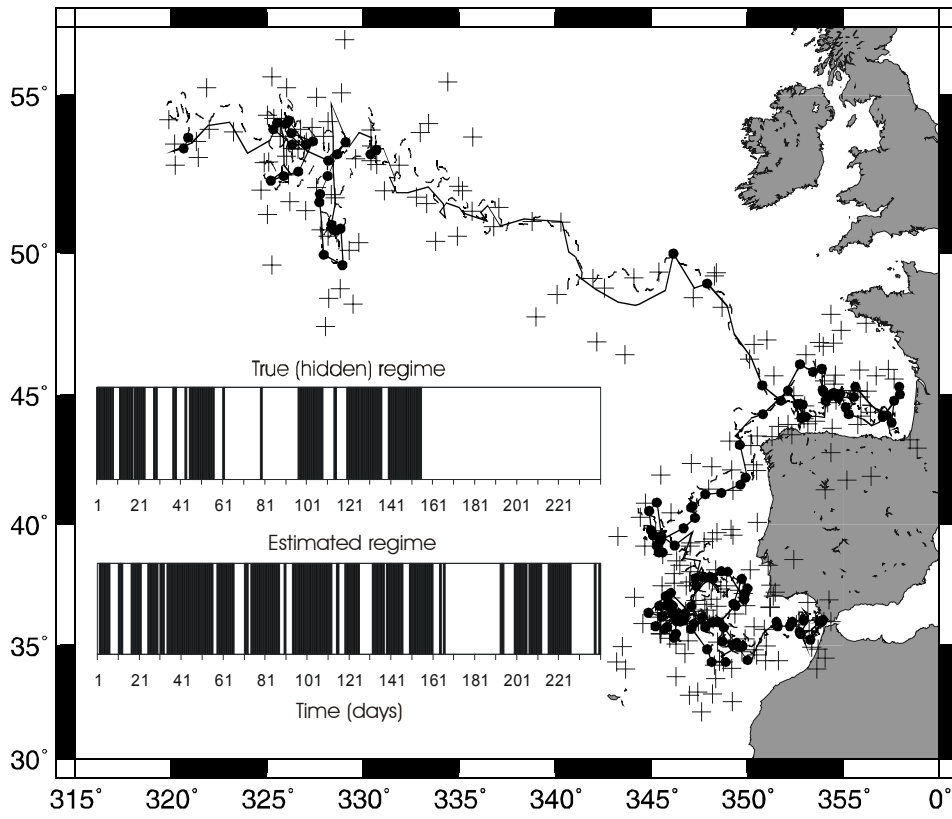 55°
50°
45°
40°
35°
30°
True (hidden) regime
1 21 41 61 81 101 121 141 161 181 201 221
Estimated regime
1 21 41 61 81 101 121 141 161 181 201 221
Time (days)
315° 320° 325° 330° 335° 340° 345° 350° 355° 0°